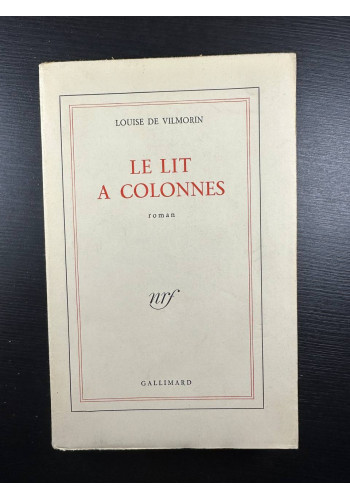 LOUISE DE VILMORIN
LE LIT
A COLONNES
roman
nrf
GALLIMARD